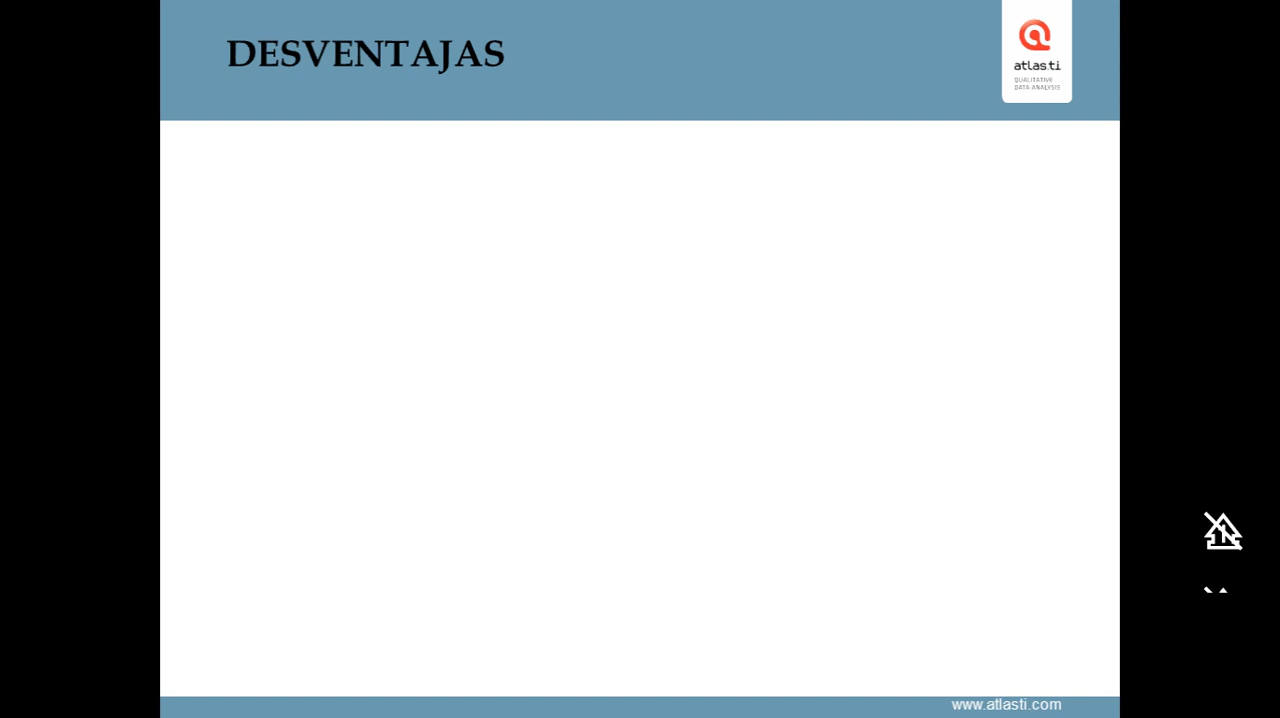 DESVENTAJAS
atlas.ti
QUALITATIVE
DATA ANALYSIS
www.atlasti.com